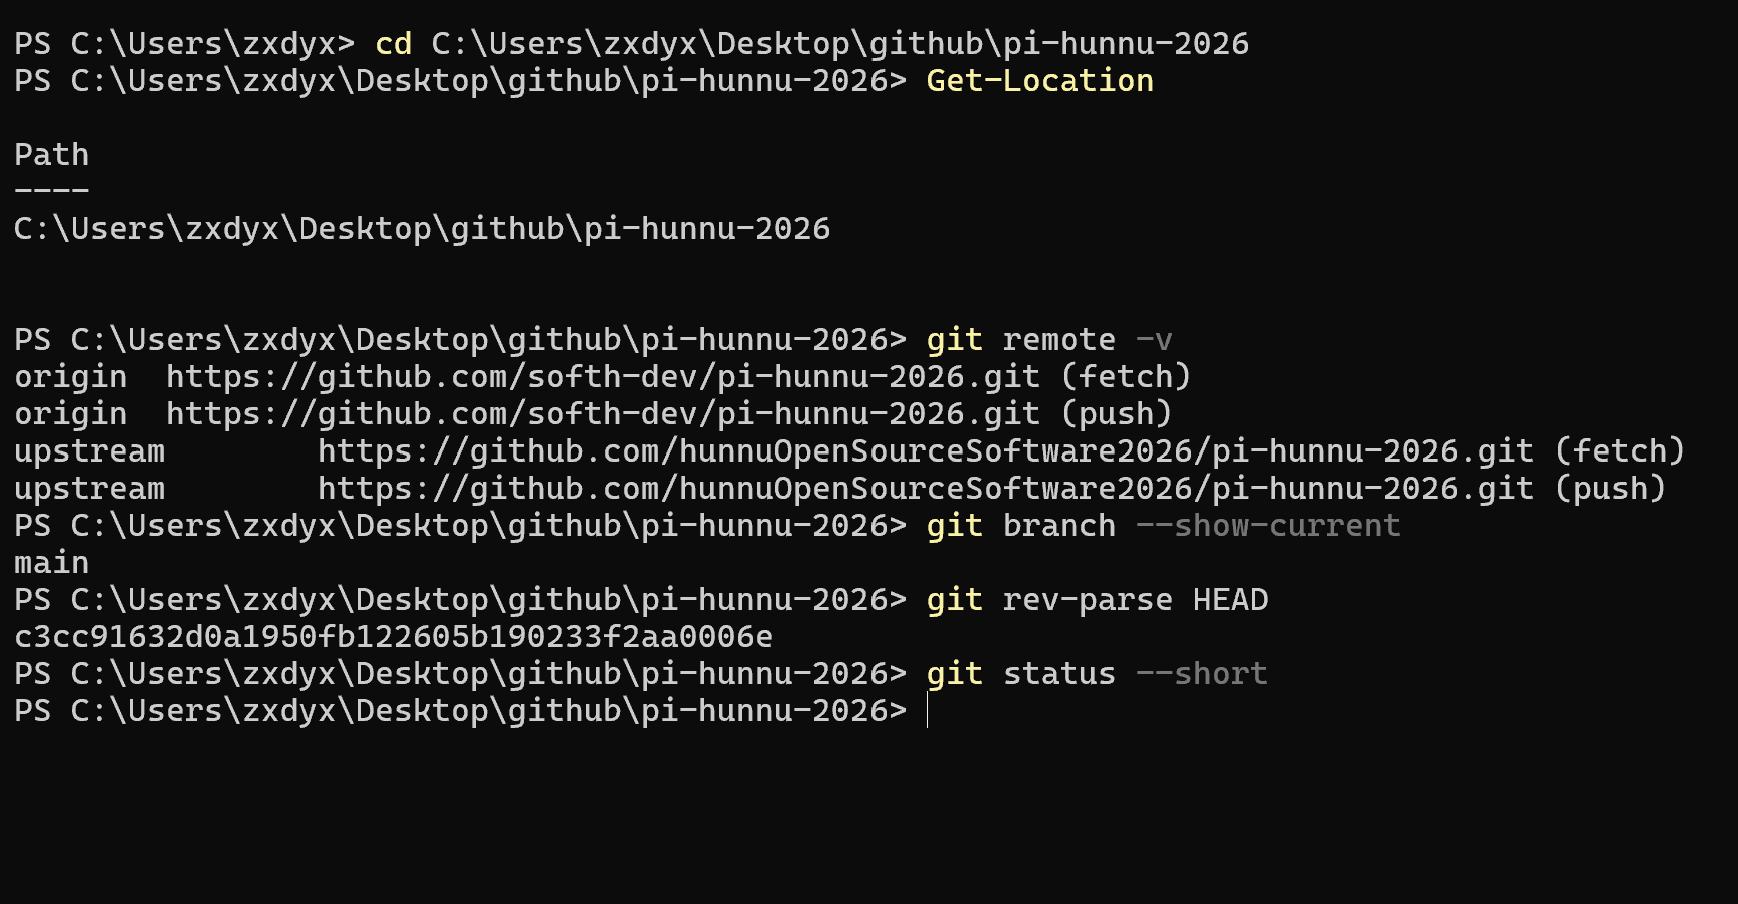 PS C:\Users\zxdyx> cd C:\Users\zxdyx\Desktop\github\pi-hunnu-2026
PS C:\Users\zxdyx\Desktop\github\pi-hunnu-2026> Get-Location
Path
----
C:\Users\zxdyx\Desktop\github\pi-hunnu-2026
PS C:\Users\zxdyx\Desktop\github\pi-hunnu-2026> git remote -v
origin  https://github.com/softh-dev/pi-hunnu-2026.git (fetch)
origin  https://github.com/softh-dev/pi-hunnu-2026.git (push)
upstream        https://github.com/hunnuOpenSourceSoftware2026/pi-hunnu-2026.git (fetch)
upstream        https://github.com/hunnuOpenSourceSoftware2026/pi-hunnu-2026.git (push)
PS C:\Users\zxdyx\Desktop\github\pi-hunnu-2026> git branch --show-current
main
PS C:\Users\zxdyx\Desktop\github\pi-hunnu-2026> git rev-parse HEAD
c3cc91632d0a1950fb122605b190233f2aa0006e
PS C:\Users\zxdyx\Desktop\github\pi-hunnu-2026> git status --short
PS C:\Users\zxdyx\Desktop\github\pi-hunnu-2026>